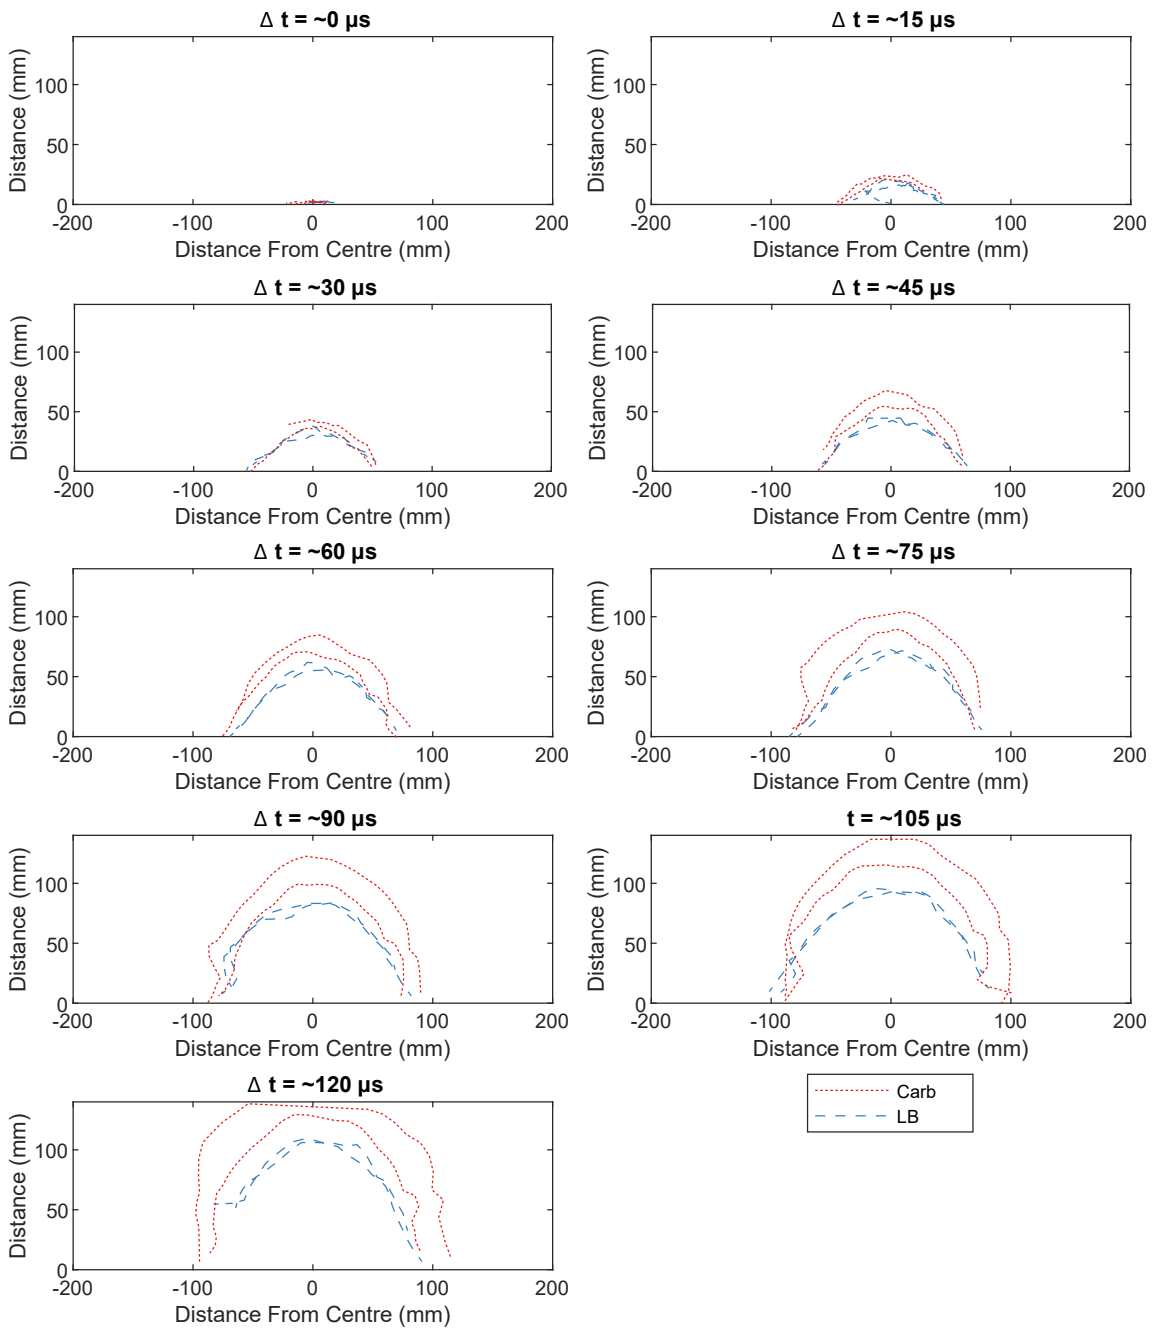 Δ t = ~0 µs
Δ t = ~15 µs
Distance (mm)
100
50
0
-200 -100 0 100 200
Distance From Centre (mm)
Distance (mm)
100
50
0
-200 -100 0 100 200
Distance From Centre (mm)
Δ t = ~30 µs
Δ t = ~45 µs
Distance (mm)
100
50
0
-200 -100 0 100 200
Distance From Centre (mm)
Distance (mm)
100
50
0
-200 -100 0 100 200
Distance From Centre (mm)
Δ t = ~60 µs
Δ t = ~75 µs
Distance (mm)
100
50
0
-200 -100 0 100 200
Distance From Centre (mm)
Distance (mm)
100
50
0
-200 -100 0 100 200
Distance From Centre (mm)
Δ t = ~90 µs
t = ~105 µs
Distance (mm)
100
50
0
-200 -100 0 100 200
Distance From Centre (mm)
Distance (mm)
100
50
0
-200 -100 0 100 200
Distance From Centre (mm)
Δ t = ~120 µs
Distance (mm)
100
50
0
-200 -100 0 100 200
Distance From Centre (mm)
Carb
LB